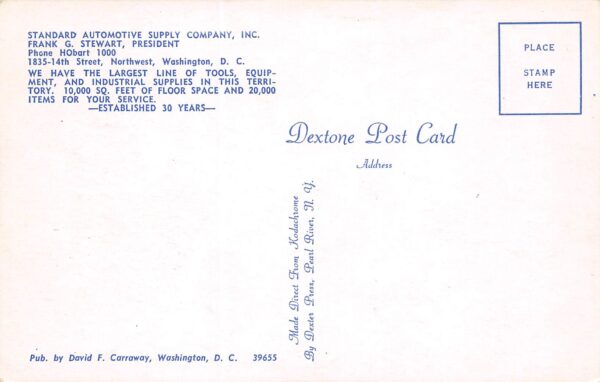 STANDARD AUTOMOTIVE SUPPLY COMPANY, INC.
FRANK G. STEWART, PRESIDENT
Phone HObart 1000
1835-14th Street, Northwest, Washington, D. C.
WE HAVE THE LARGEST LINE OF TOOLS, EQUIP-
MENT, AND INDUSTRIAL SUPPLIES IN THIS TERRI-
TORY. 10,000 SQ. FEET OF FLOOR SPACE AND 20,000
ITEMS FOR YOUR SERVICE.
—ESTABLISHED 30 YEARS—
PLACE
STAMP
HERE
Dextone Post Card
Address
Made Direct From Kodachrome
By Dexter Press, Pearl River, N. Y.
Pub. by David F. Carraway, Washington, D. C. 39655